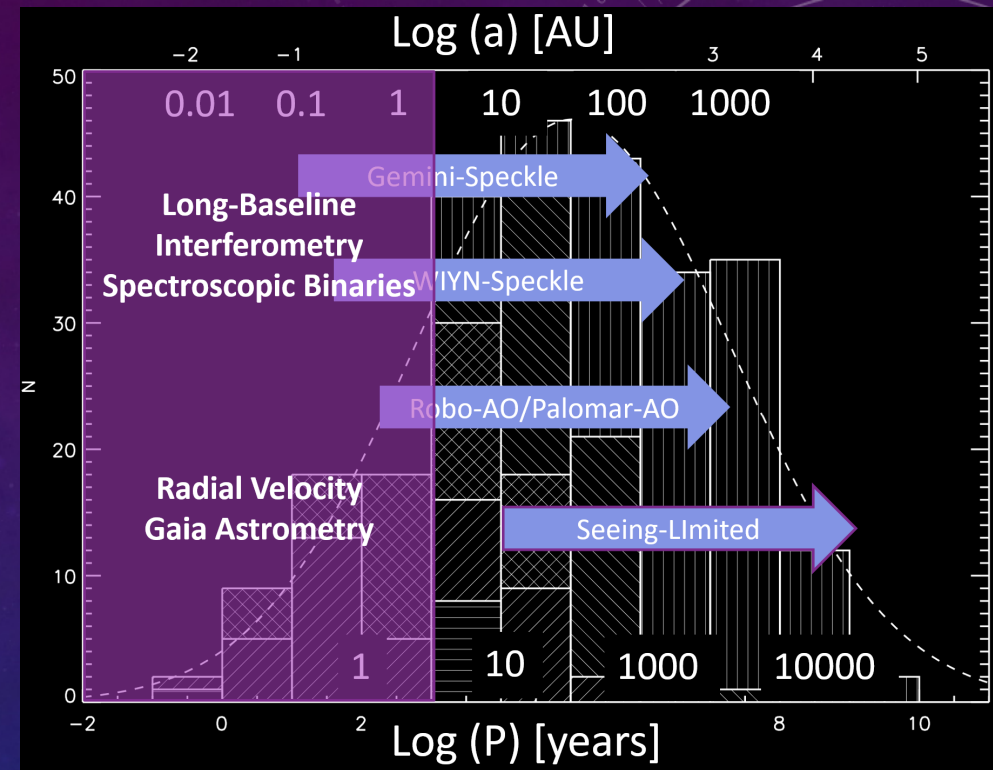 Log (a) [AU]
−2 −1 3 4 5
50
0.01 0.1 1 10 100 1000
Gemini-Speckle
40
Long-Baseline
Interferometry
Spectroscopic Binaries
WIYN-Speckle
30
N
Robo-AO/Palomar-AO
20
Radial Velocity
Gaia Astrometry
Seeing-LImited
10
1 10 1000 10000
0
−2 0 2 8 10
Log (P) [years]